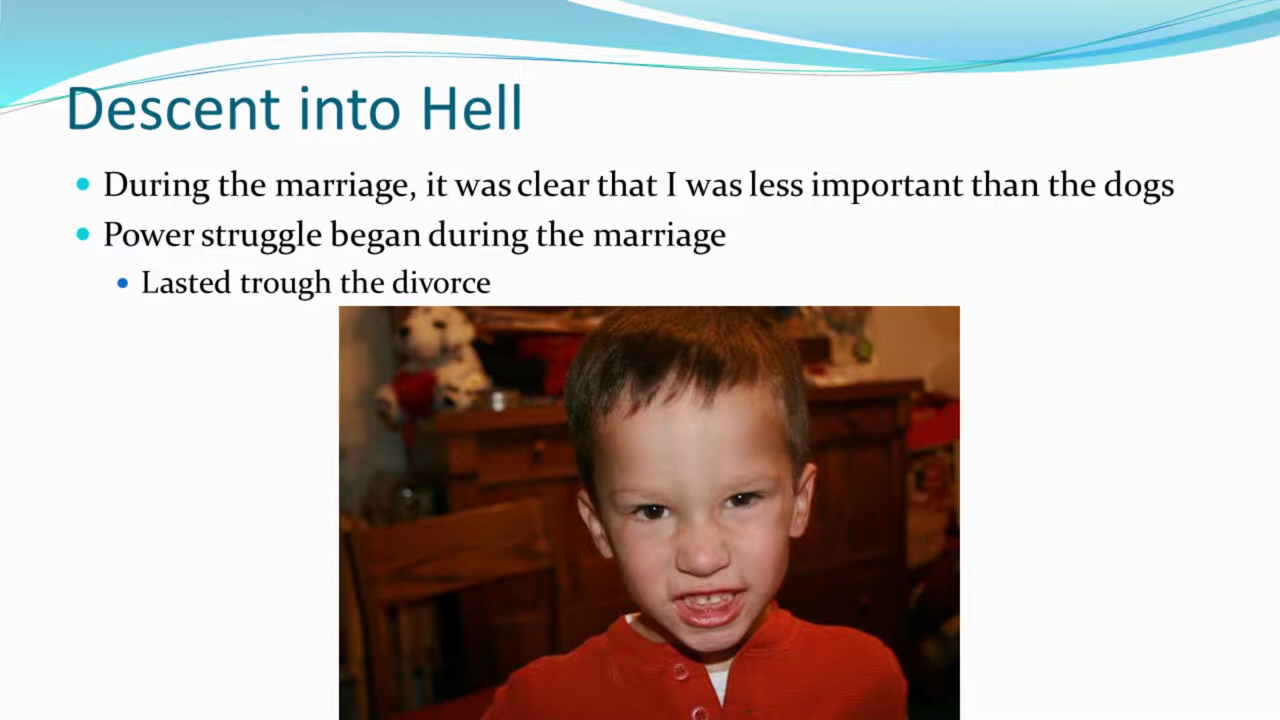 Descent into Hell
During the marriage, it was clear that I was less important than the dogs
Power struggle began during the marriage
Lasted trough the divorce